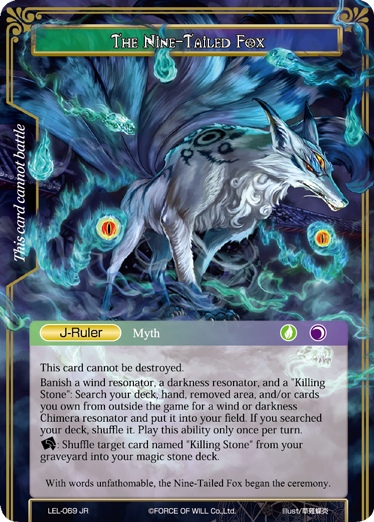 The Nine-Tailed Fox
This card cannot battle
J-Ruler
Myth
This card cannot be destroyed.
Banish a wind resonator, a darkness resonator, and a "Killing
Stone": Search your deck, hand, removed area, and/or cards
you own from outside the game for a wind or darkness
Chimera resonator and put it into your field. If you searched
your deck, shuffle it. Play this ability only once per turn.
: Shuffle target card named "Killing Stone" from your
graveyard into your magic stone deck.
With words unfathomable, the Nine-Tailed Fox began the ceremony.
LEL-069 JR
©FORCE OF WILL Co.,Ltd.
Illust/草薙蝶炎